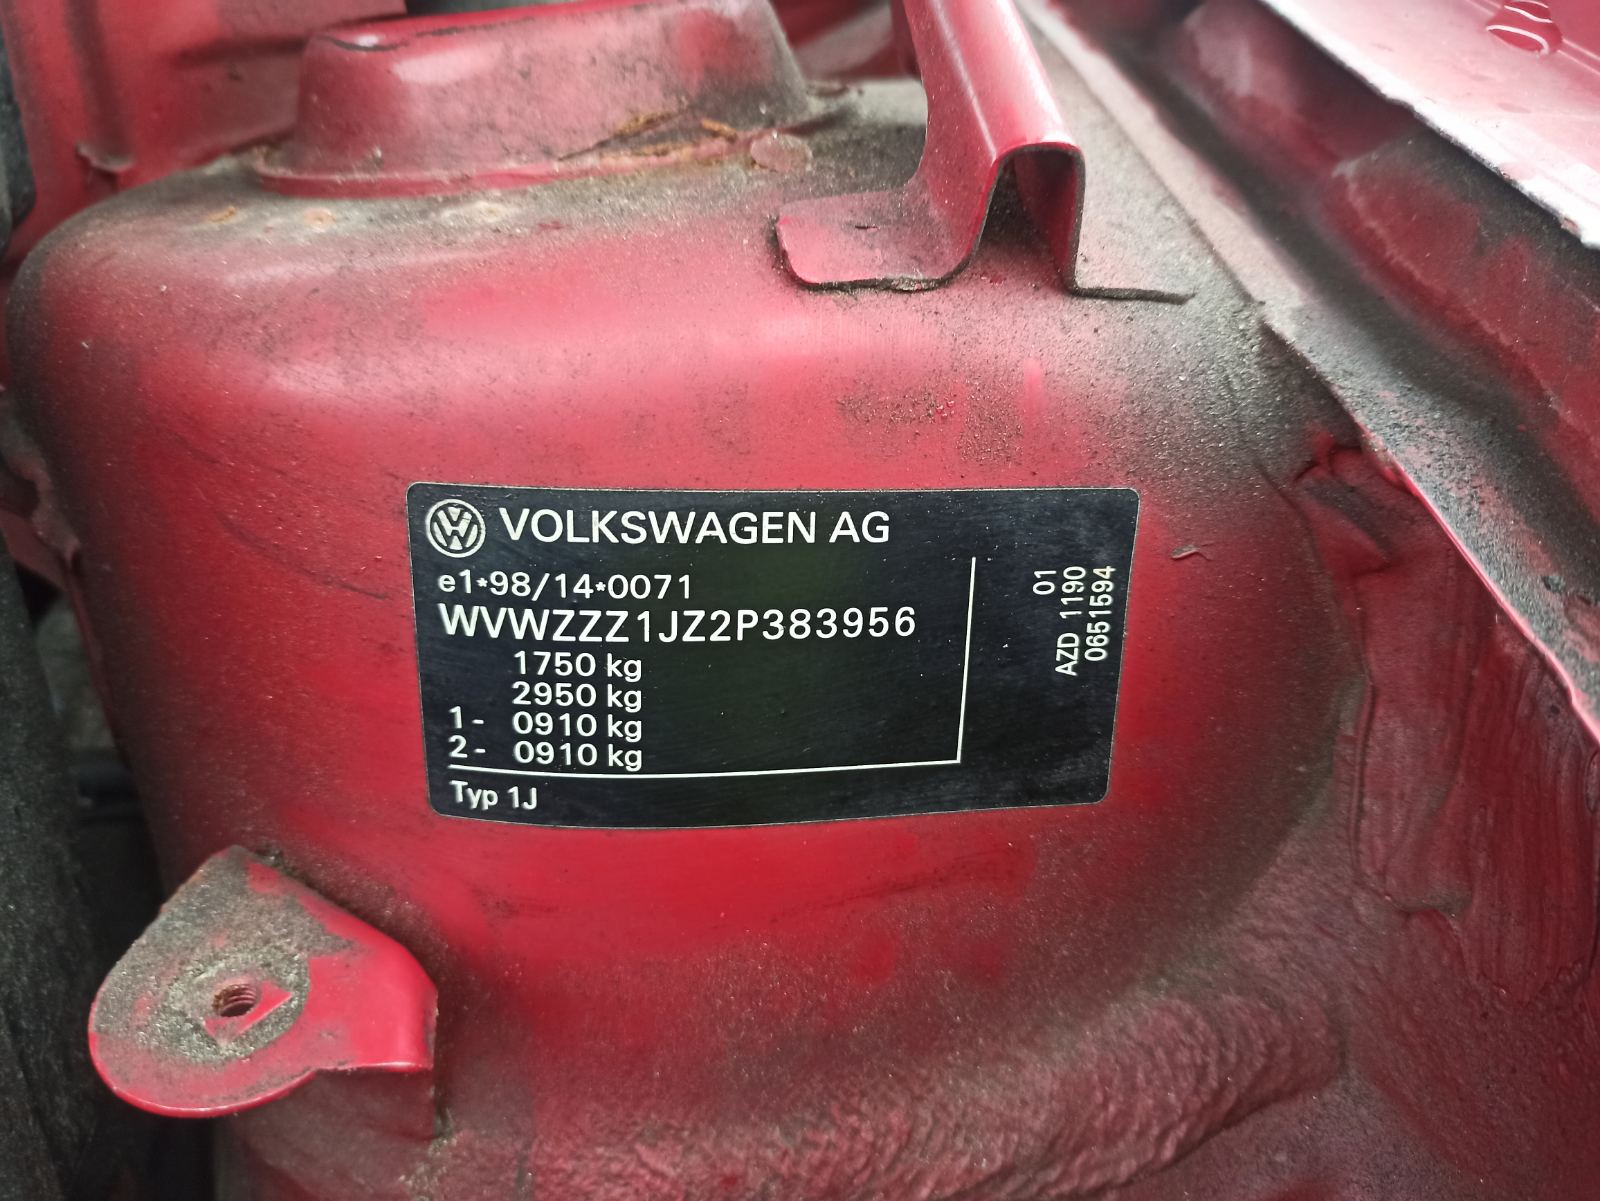 VOLKSWAGEN AG
e1*98/14*0071
WVWZZZ1JZ2P383956
1750 kg
2950 kg
1- 0910 kg
2- 0910 kg
Typ 1J
01
AZD 1190
0651594